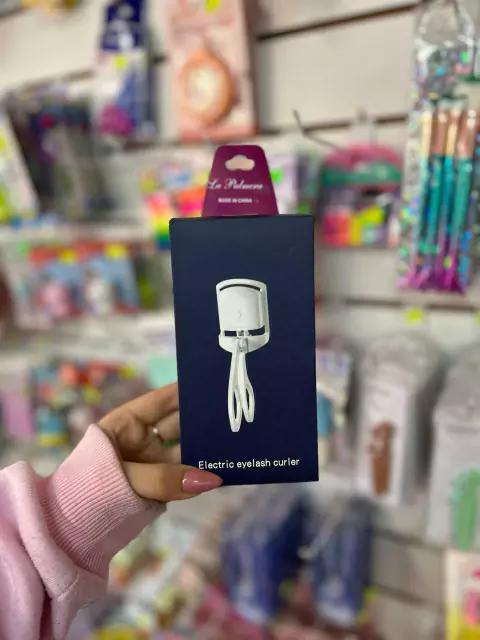 La Palmera
MADE IN CHINA
Electric eyelash curler